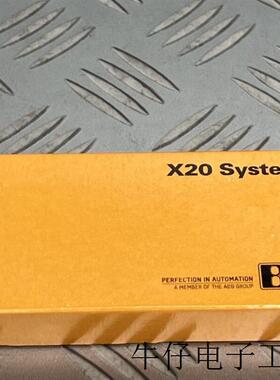 X20 Syste
PERFECTION IN AUTOMATION
A MEMBER OF THE ABB GROUP
B
牛仔电子工